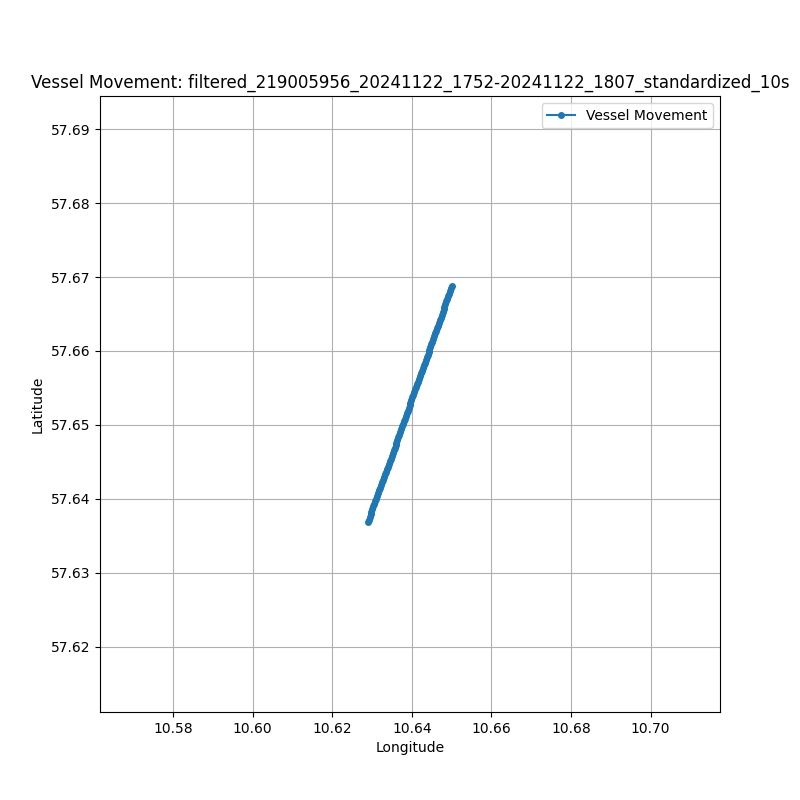 Vessel Movement: filtered_219005956_20241122_1752-20241122_1807_standardized_10s
Vessel Movement
57.69
57.68
57.67
57.66
57.65
57.64
57.63
57.62
Latitude
10.58 10.60 10.62 10.64 10.66 10.68 10.70
Longitude